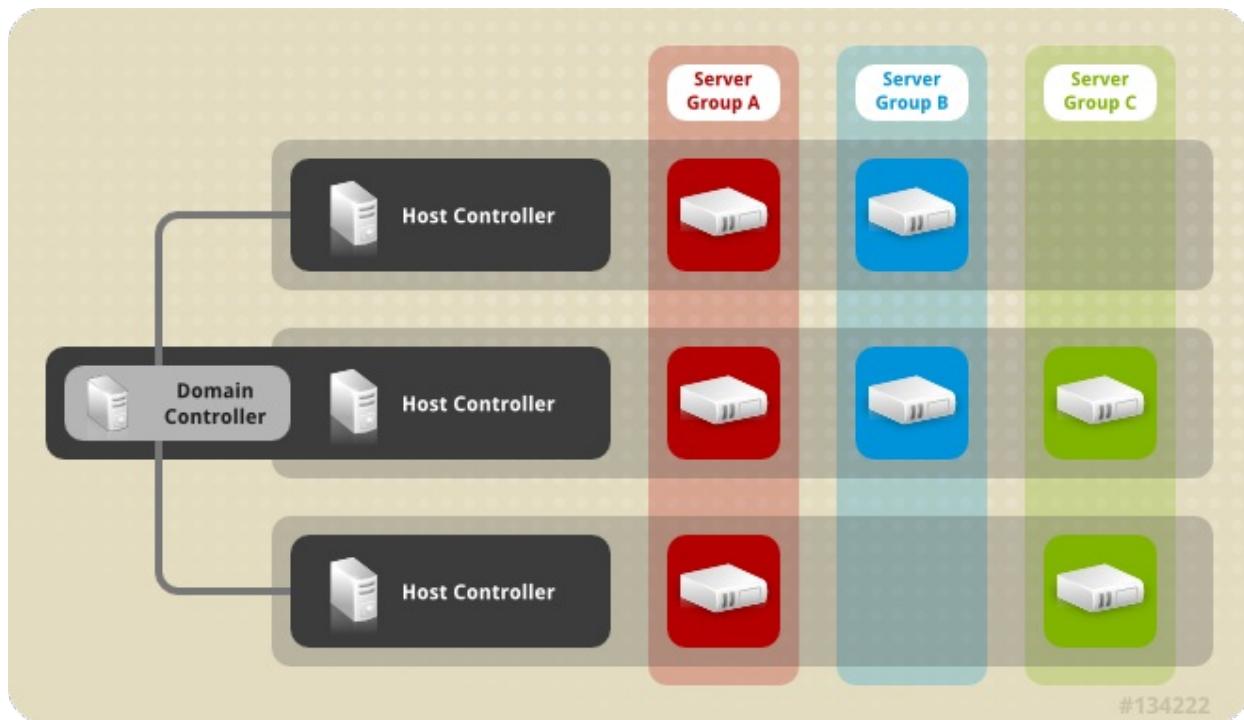 Server
Group A
Server
Group B
Server
Group C
Host Controller
Domain
Controller
Host Controller
Host Controller
#134222